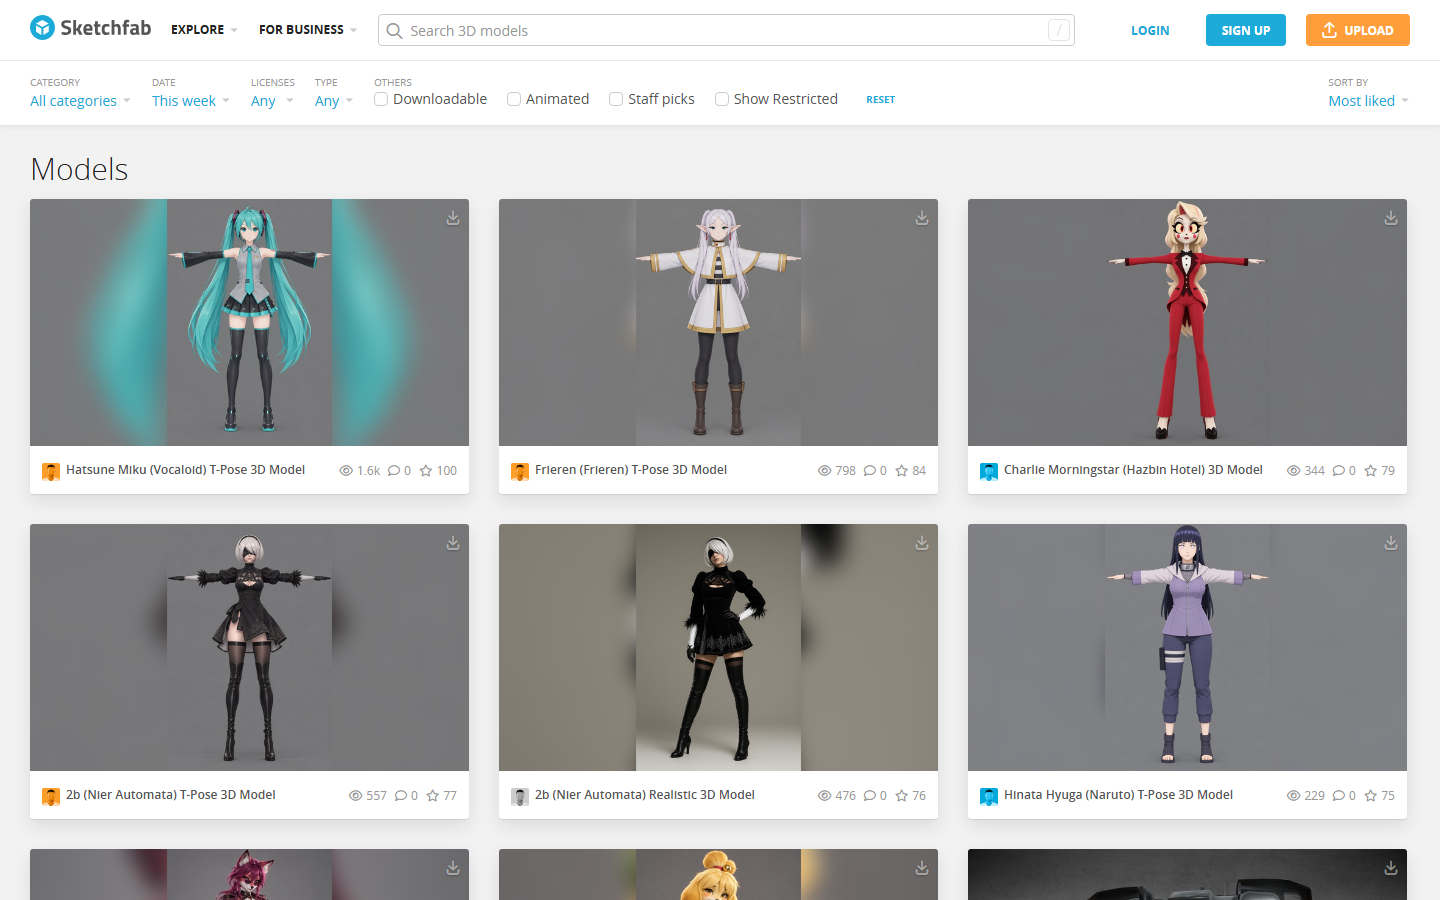 Sketchfab
EXPLORE
FOR BUSINESS
Search 3D models
/
LOGIN
SIGN UP
UPLOAD
CATEGORY
All categories
DATE
This week
LICENSES
Any
TYPE
Any
OTHERS
Downloadable
Animated
Staff picks
Show Restricted
RESET
SORT BY
Most liked
Models
Hatsune Miku (Vocaloid) T-Pose 3D Model
1.6k
0
100
Frieren (Frieren) T-Pose 3D Model
798
0
84
Charlie Morningstar (Hazbin Hotel) 3D Model
344
0
79
2b (Nier Automata) T-Pose 3D Model
557
0
77
2b (Nier Automata) Realistic 3D Model
476
0
76
Hinata Hyuga (Naruto) T-Pose 3D Model
229
0
75